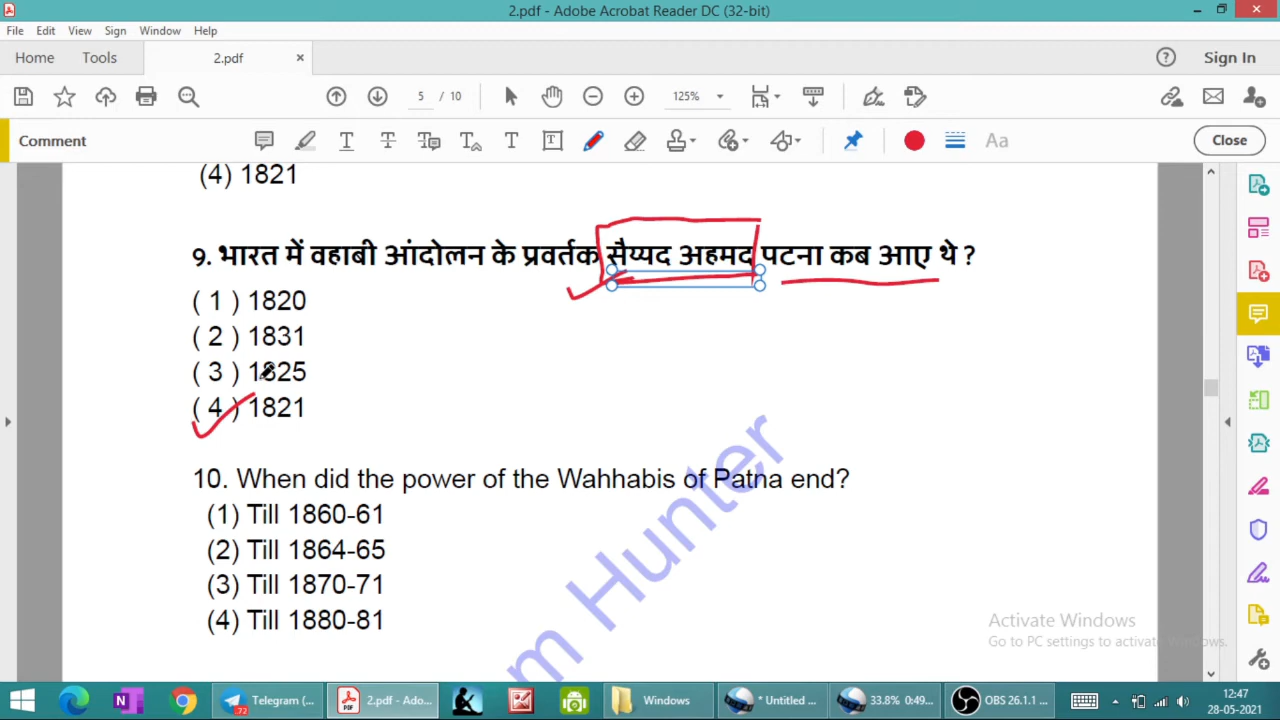 2.pdf - Adobe Acrobat Reader DC (32-bit)
File Edit View Sign Window Help
Home Tools 2.pdf × Sign In
5 / 10 125%
Comment Aa Close
(4) 1821
9. भारत में वहाबी आंदोलन के प्रवर्तक सैय्यद अहमद पटना कब आए थे ?
( 1 ) 1820
( 2 ) 1831
( 3 ) 1825
( 4 ) 1821
10. When did the power of the Wahhabis of Patna end?
(1) Till 1860-61
(2) Till 1864-65
(3) Till 1870-71
(4) Till 1880-81
m Hunter
Activate Windows
Go to PC settings to activate Windows.
72 Telegram (... 2.pdf - Ado... Windows * Untitled ... 33.8% 0:49... OBS 26.1.1 ... 12:47
28-05-2021